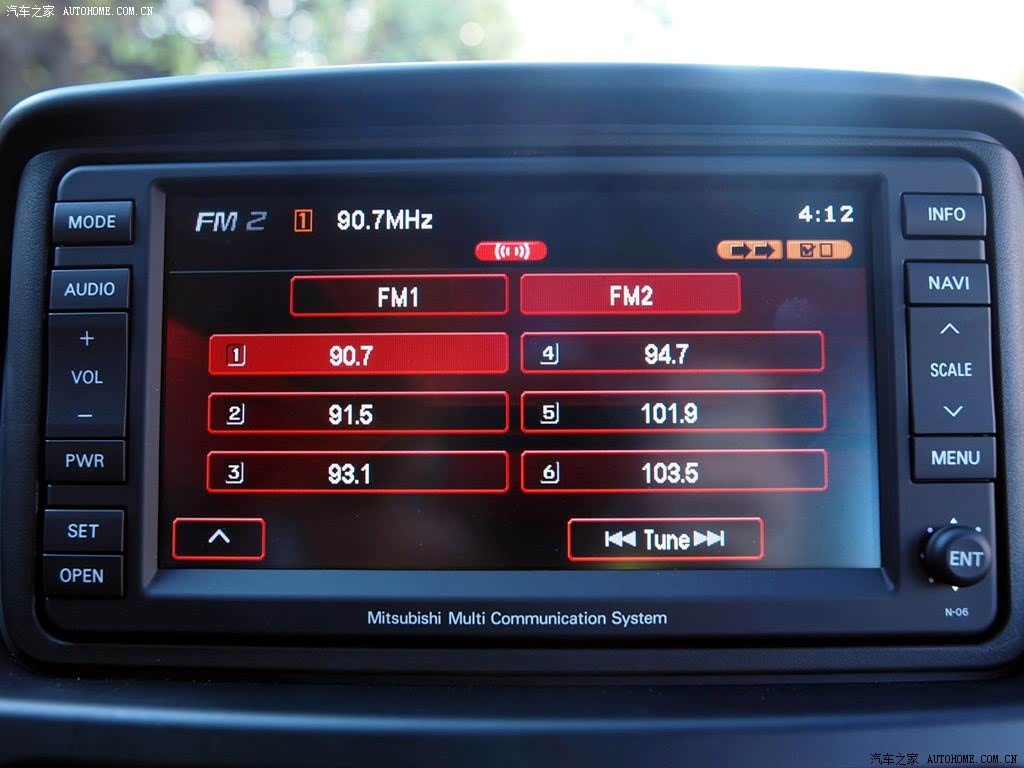 汽车之家 AUTOHOME.COM.CN
MODE
AUDIO
+
VOL
−
PWR
SET
OPEN
FM 2 1 90.7MHz 4:12
FM1 FM2
1 90.7 4 94.7
2 91.5 5 101.9
3 93.1 6 103.5
Tune
INFO
NAVI
SCALE
MENU
ENT
N-06
Mitsubishi Multi Communication System
汽车之家 AUTOHOME.COM.CN